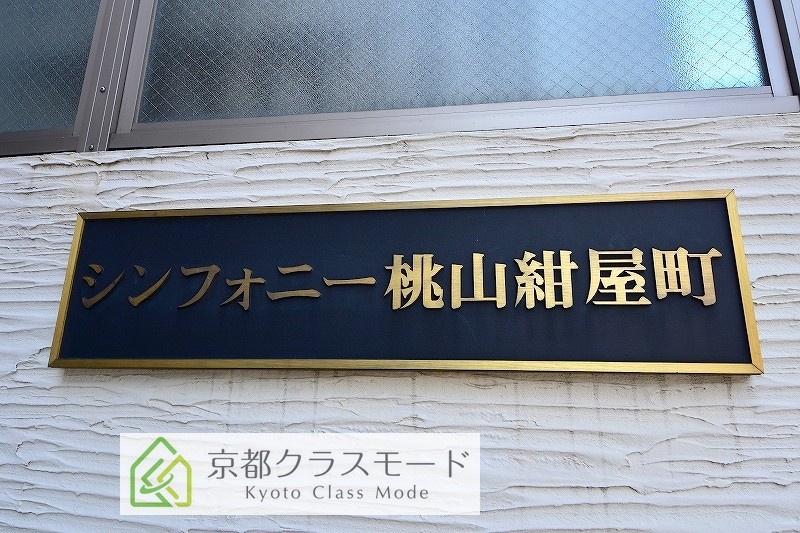 シンフォニー桃山紺屋町
京都クラスモード
Kyoto Class Mode